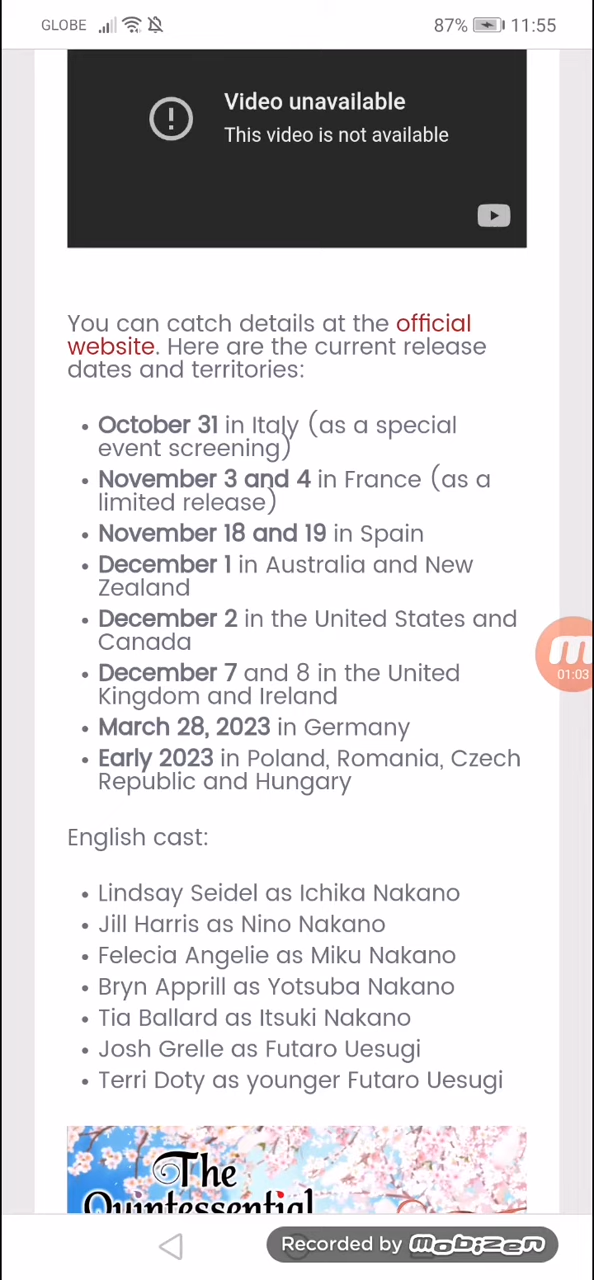 GLOBE 87% 11:55
Video unavailable
This video is not available
You can catch details at the official
website. Here are the current release
dates and territories:
• October 31 in Italy (as a special
event screening)
• November 3 and 4 in France (as a
limited release)
• November 18 and 19 in Spain
• December 1 in Australia and New
Zealand
• December 2 in the United States and
Canada
• December 7 and 8 in the United
Kingdom and Ireland
m
01:03
• March 28, 2023 in Germany
• Early 2023 in Poland, Romania, Czech
Republic and Hungary
English cast:
• Lindsay Seidel as Ichika Nakano
• Jill Harris as Nino Nakano
• Felecia Angelie as Miku Nakano
• Bryn Apprill as Yotsuba Nakano
• Tia Ballard as Itsuki Nakano
• Josh Grelle as Futaro Uesugi
• Terri Doty as younger Futaro Uesugi
The
Quintessential
Recorded by mobizen